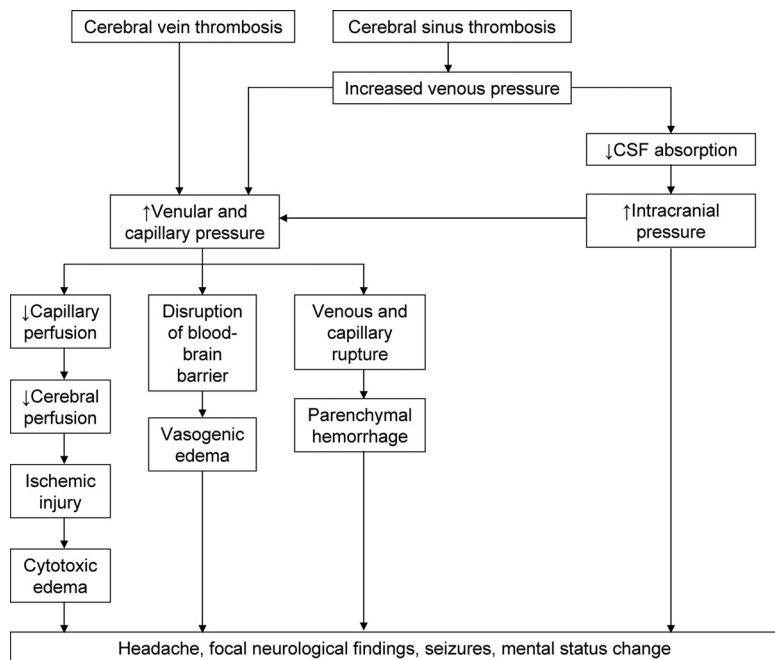 Cerebral vein thrombosis
Cerebral sinus thrombosis
Increased venous pressure
↓CSF absorption
↑Venular and
capillary pressure
↑Intracranial
pressure
↓Capillary
perfusion
Disruption
of blood-
brain
barrier
Venous and
capillary
rupture
↓Cerebral
perfusion
Parenchymal
hemorrhage
Vasogenic
edema
Ischemic
injury
Cytotoxic
edema
Headache, focal neurological findings, seizures, mental status change